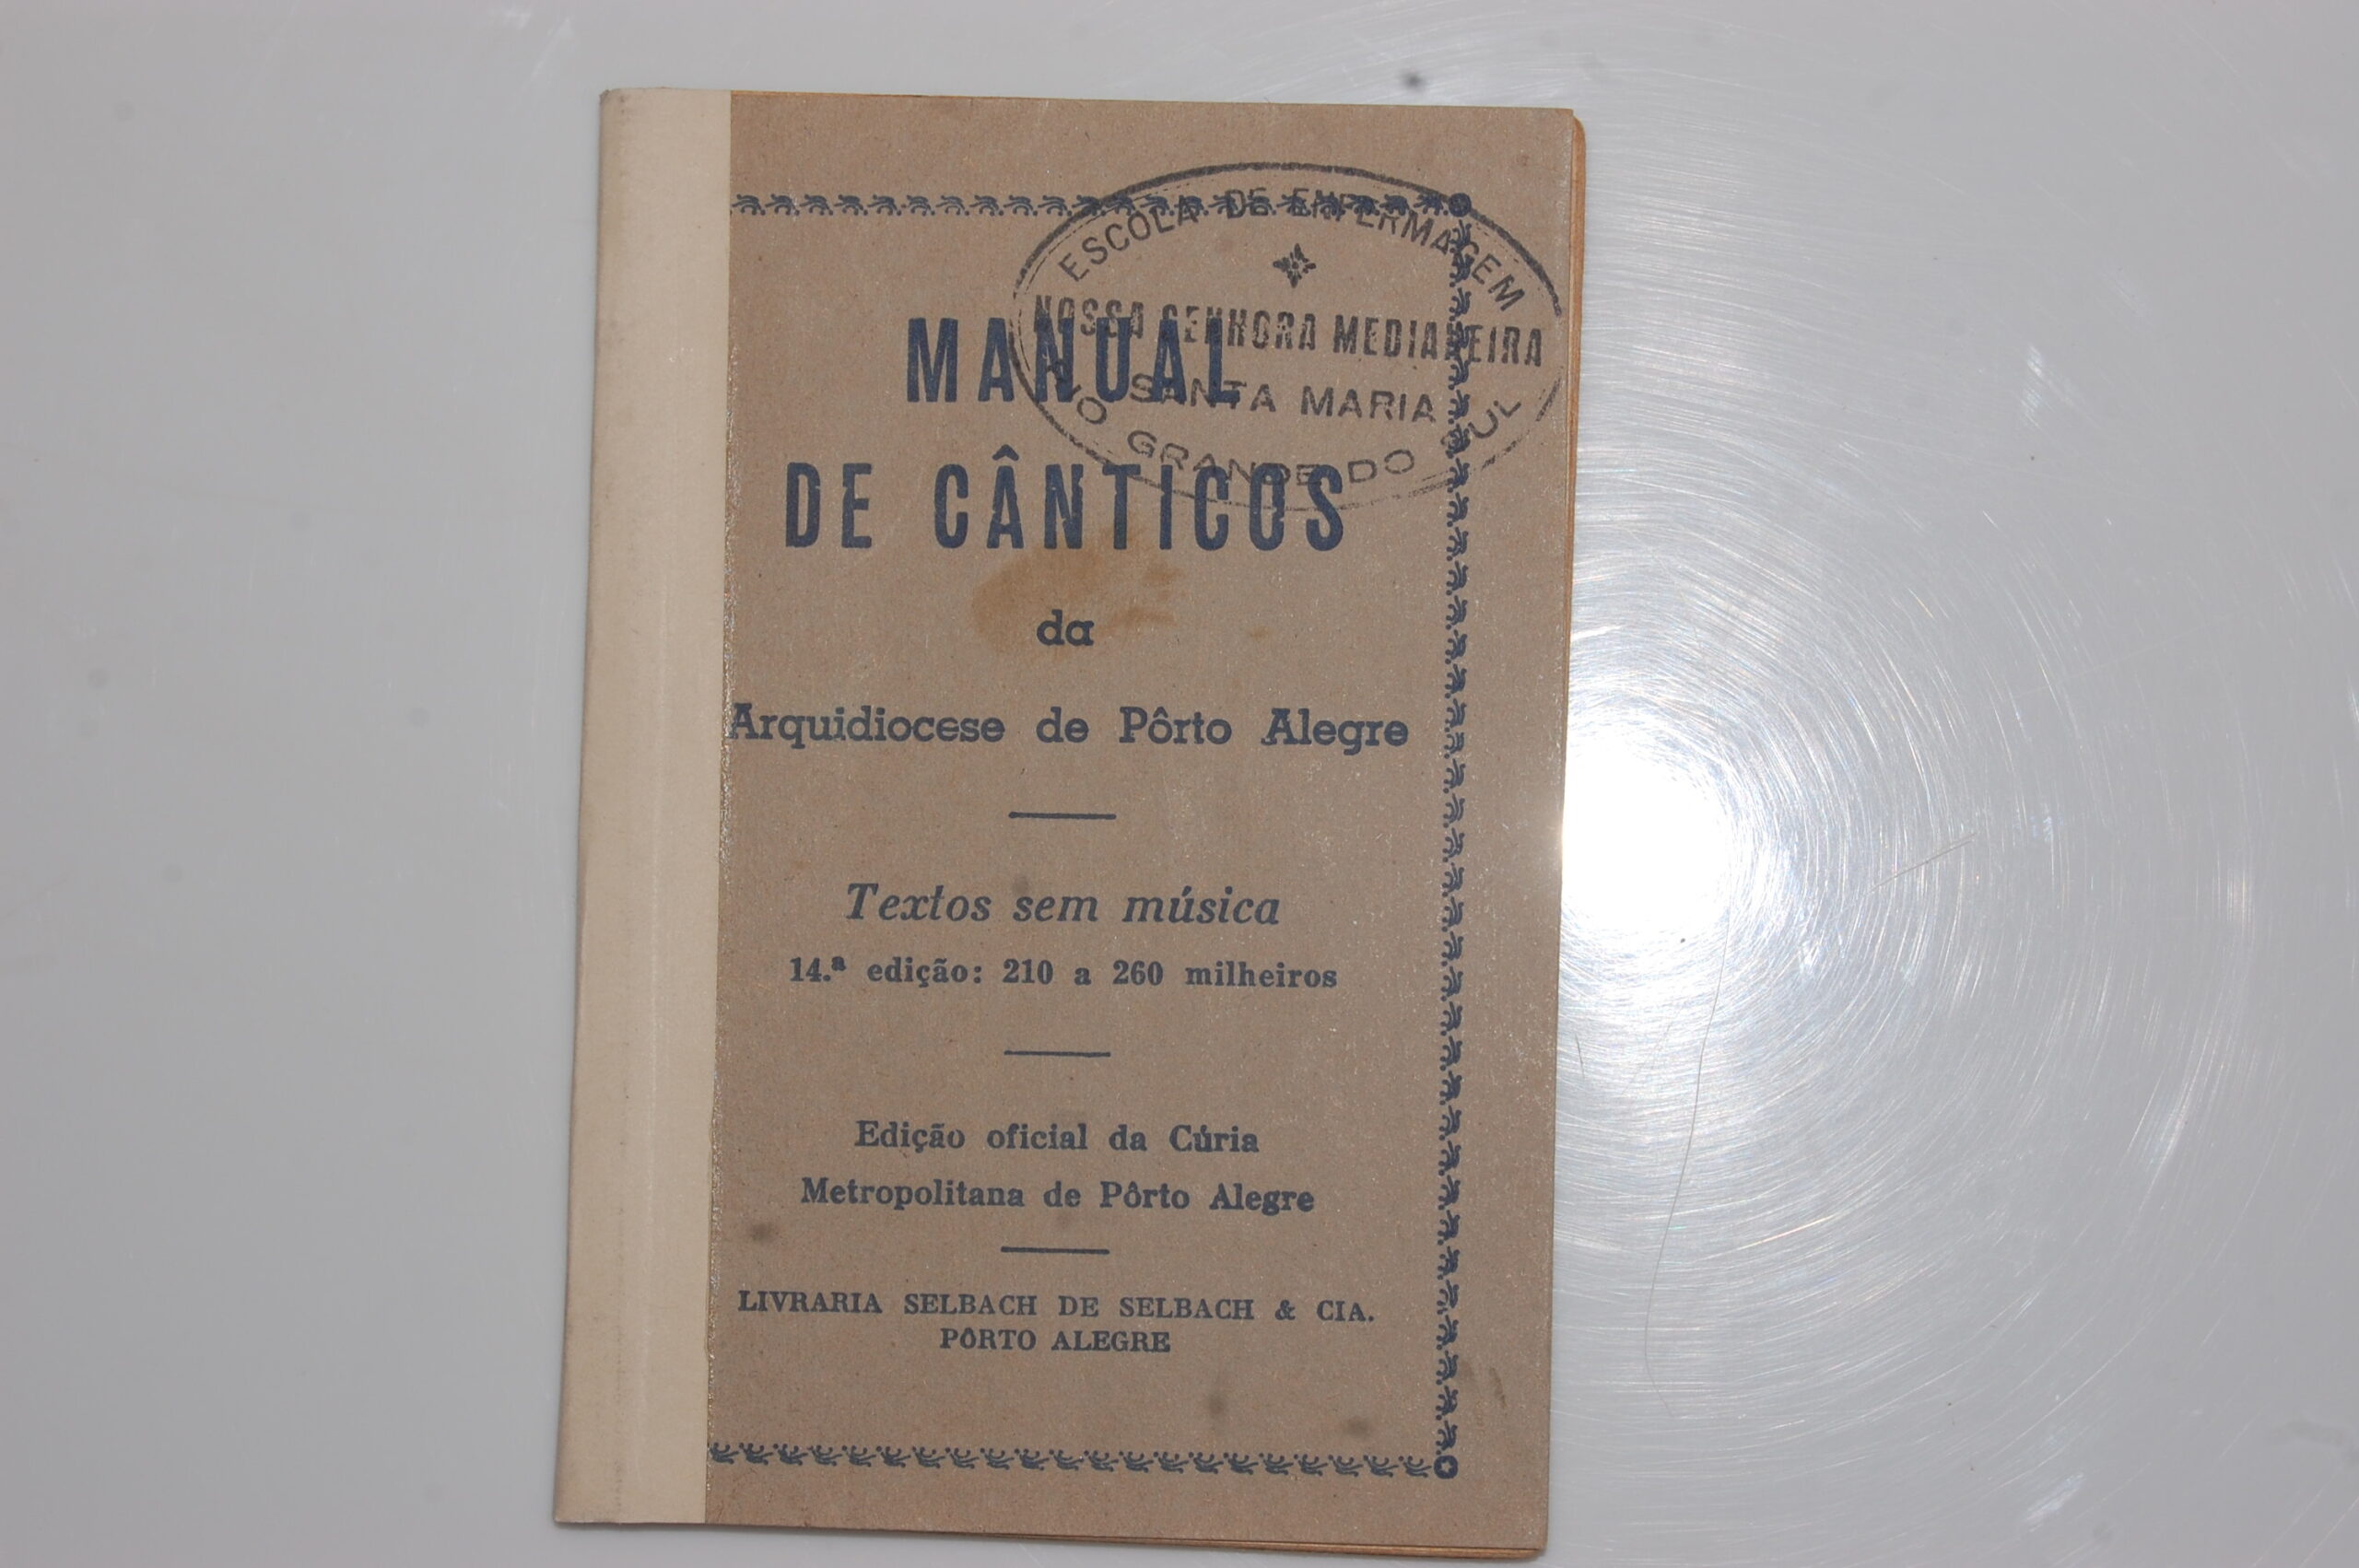 ESCOLA DE ENFERMAGEM
NOSSA SENHORA MEDIANEIRA
SANTA MARIA
RIO GRANDE DO SUL
MANUAL
DE CÂNTICOS
da
Arquidiocese de Pôrto Alegre
Textos sem música
14.ª edição: 210 a 260 milheiros
Edição oficial da Cúria
Metropolitana de Pôrto Alegre
LIVRARIA SELBACH DE SELBACH & CIA.
PÔRTO ALEGRE